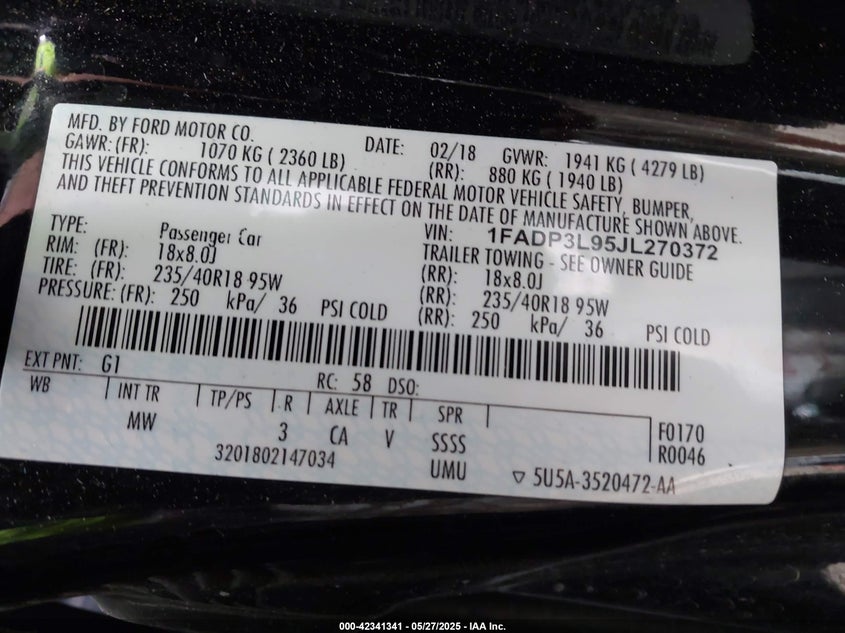 MFD. BY FORD MOTOR CO. DATE: 02/18 GVWR: 1941 KG ( 4279 LB)
GAWR: (FR): 1070 KG ( 2360 LB) (RR): 880 KG ( 1940 LB)
THIS VEHICLE CONFORMS TO ALL APPLICABLE FEDERAL MOTOR VEHICLE SAFETY, BUMPER,
AND THEFT PREVENTION STANDARDS IN EFFECT ON THE DATE OF MANUFACTURE SHOWN ABOVE.
VIN: 1FADP3L95JL270372
TYPE: Passenger Car TRAILER TOWING - SEE OWNER GUIDE
RIM: (FR): 18x8.0J (RR): 18x8.0J
TIRE: (FR): 235/40R18 95W (RR): 235/40R18 95W
PRESSURE: (FR): 250 kPa/ 36 PSI COLD (RR): 250 kPa/ 36 PSI COLD
EXT PNT: G1 RC: 58 DSO:
WB INT TR TP/PS R AXLE TR SPR
MW 3 CA V SSSS F0170
3201802147034 UMU R0046
▽ 5U5A-3520472-AA
000-42341341 - 05/27/2025 - IAA Inc.